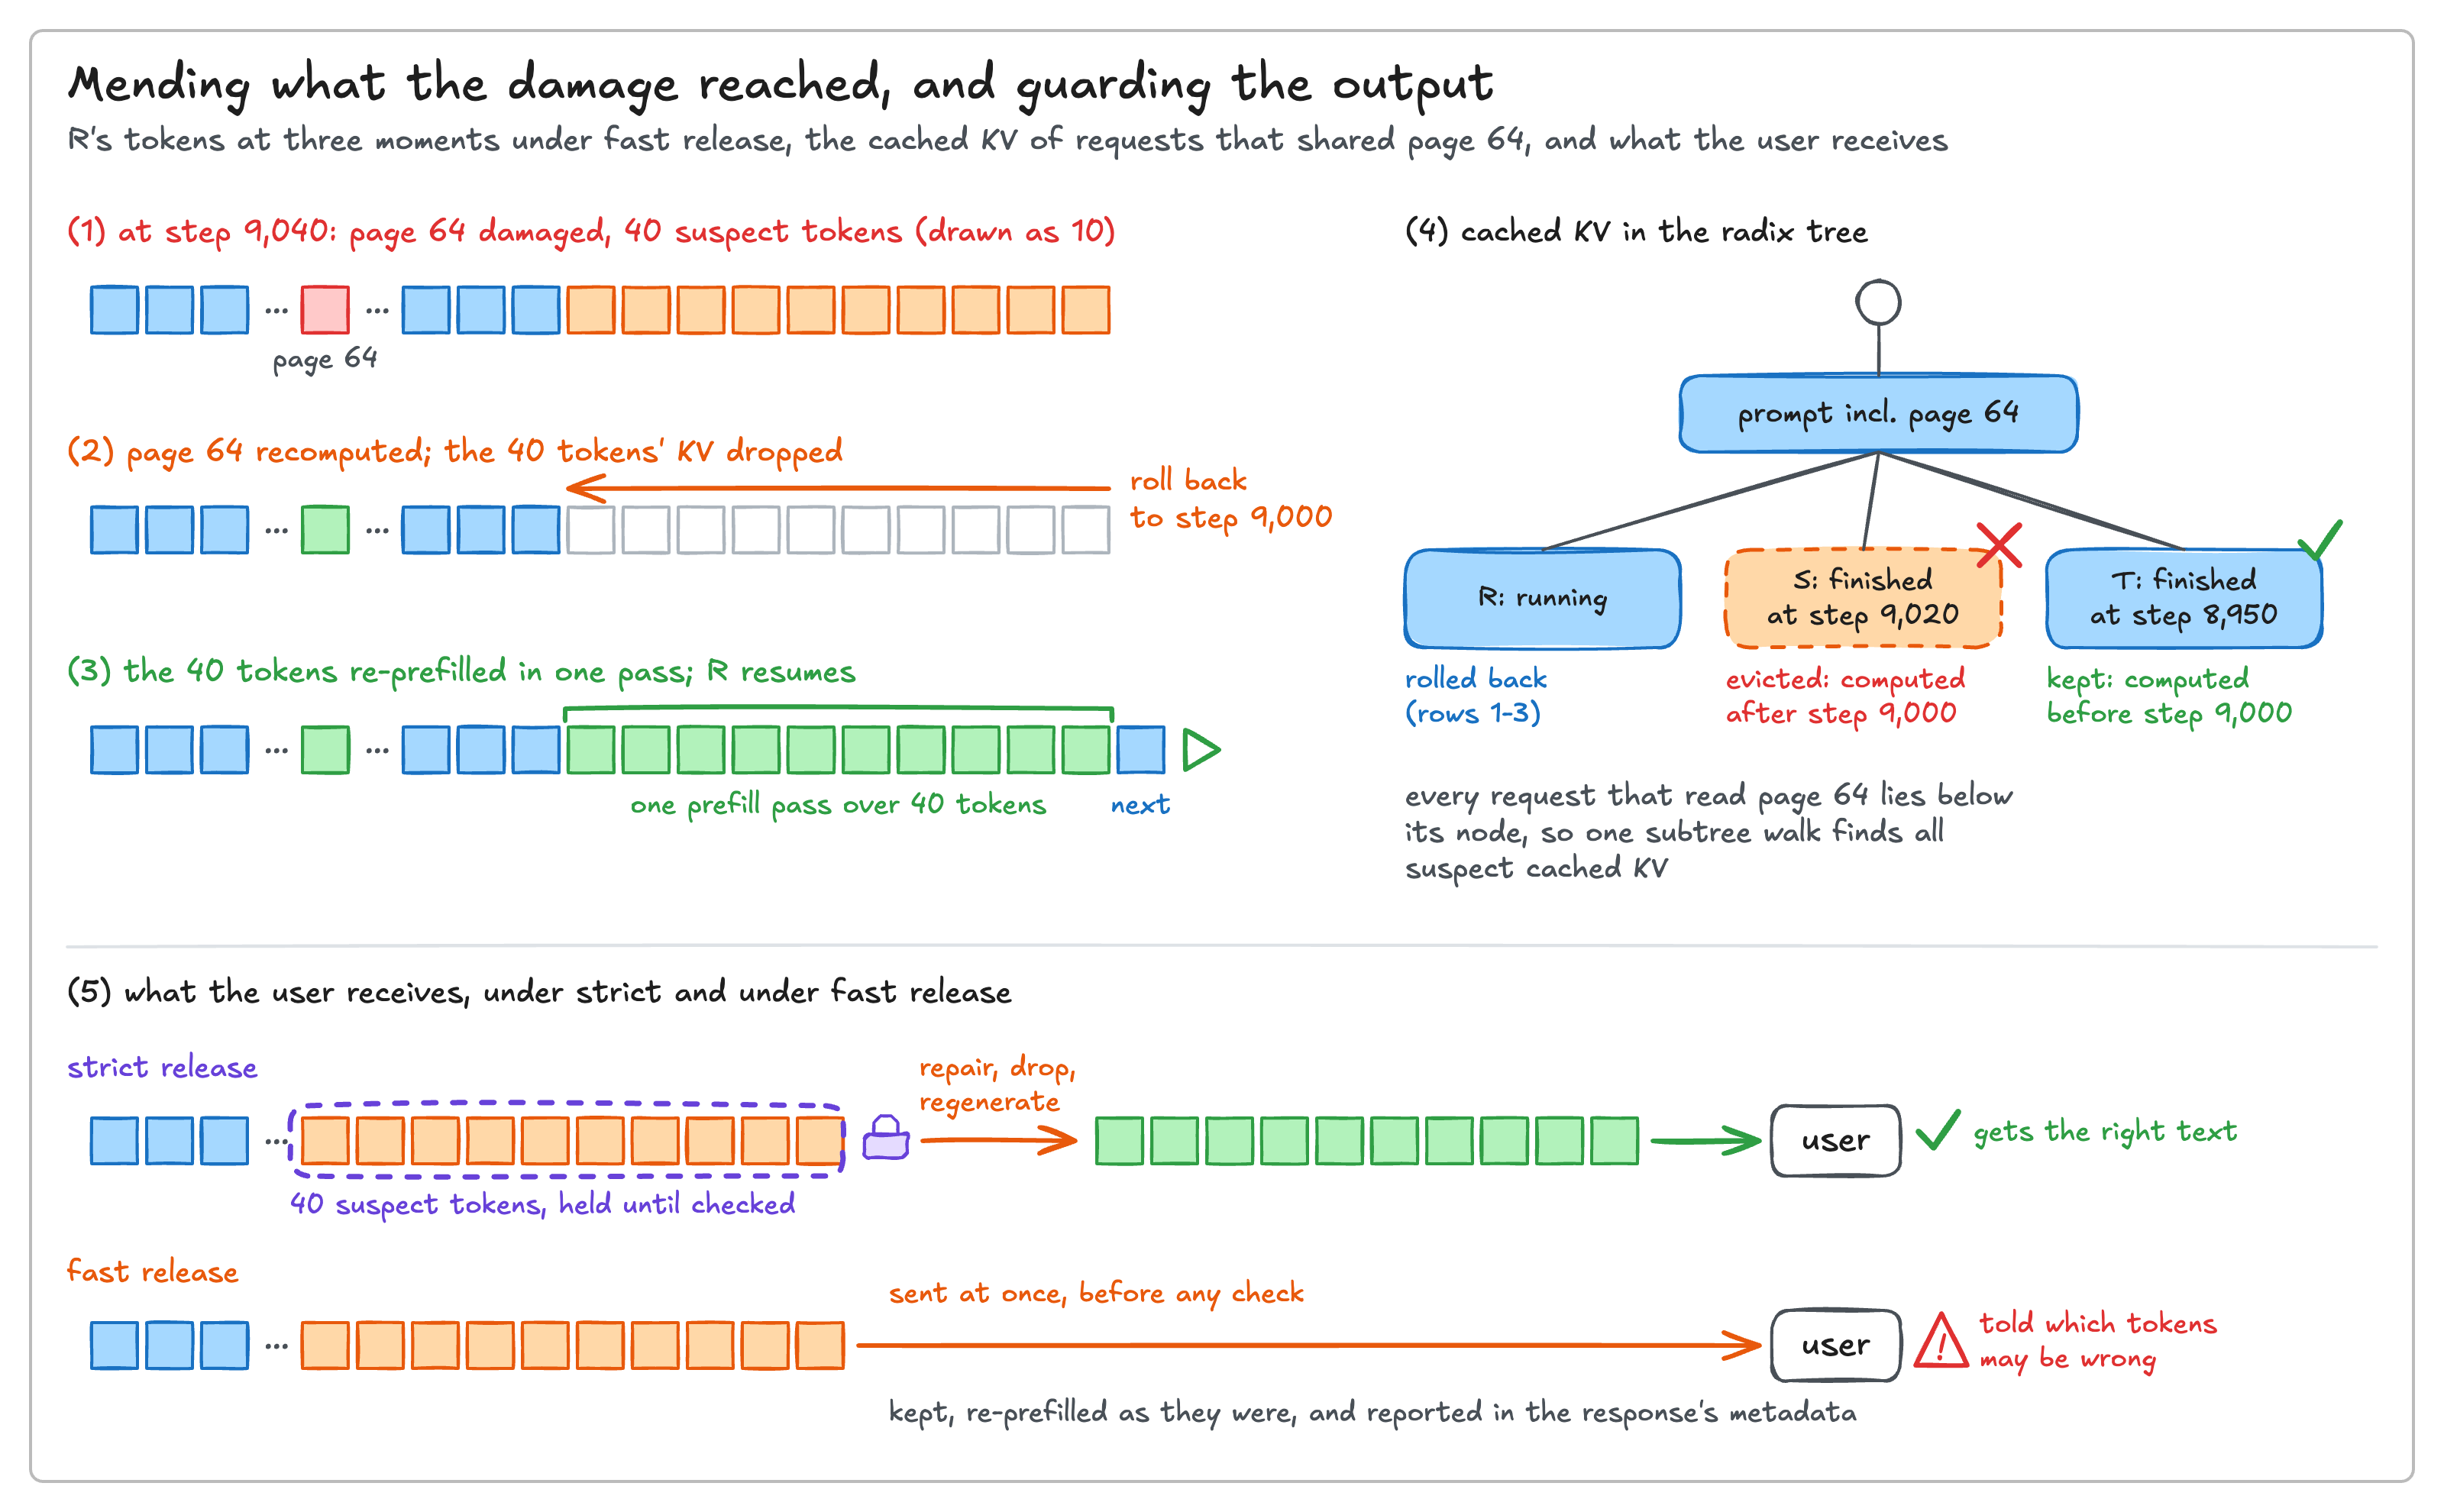 Mending what the damage reached, and guarding the output
R's tokens at three moments under fast release, the cached KV of requests that shared page 64, and what the user receives
(1) at step 9,040: page 64 damaged, 40 suspect tokens (drawn as 10)
... ...
page 64
(2) page 64 recomputed; the 40 tokens' KV dropped
roll back
to step 9,000
... ...
(3) the 40 tokens re-prefilled in one pass; R resumes
... ...
one prefill pass over 40 tokens
next
(4) cached KV in the radix tree
prompt incl. page 64
R: running
S: finished
at step 9,020
T: finished
at step 8,950
rolled back
(rows 1-3)
evicted: computed
after step 9,000
kept: computed
before step 9,000
every request that read page 64 lies below
its node, so one subtree walk finds all
suspect cached KV
(5) what the user receives, under strict and under fast release
strict release
...
40 suspect tokens, held until checked
repair, drop,
regenerate
user
gets the right text
fast release
...
sent at once, before any check
user
!
told which tokens
may be wrong
kept, re-prefilled as they were, and reported in the response's metadata